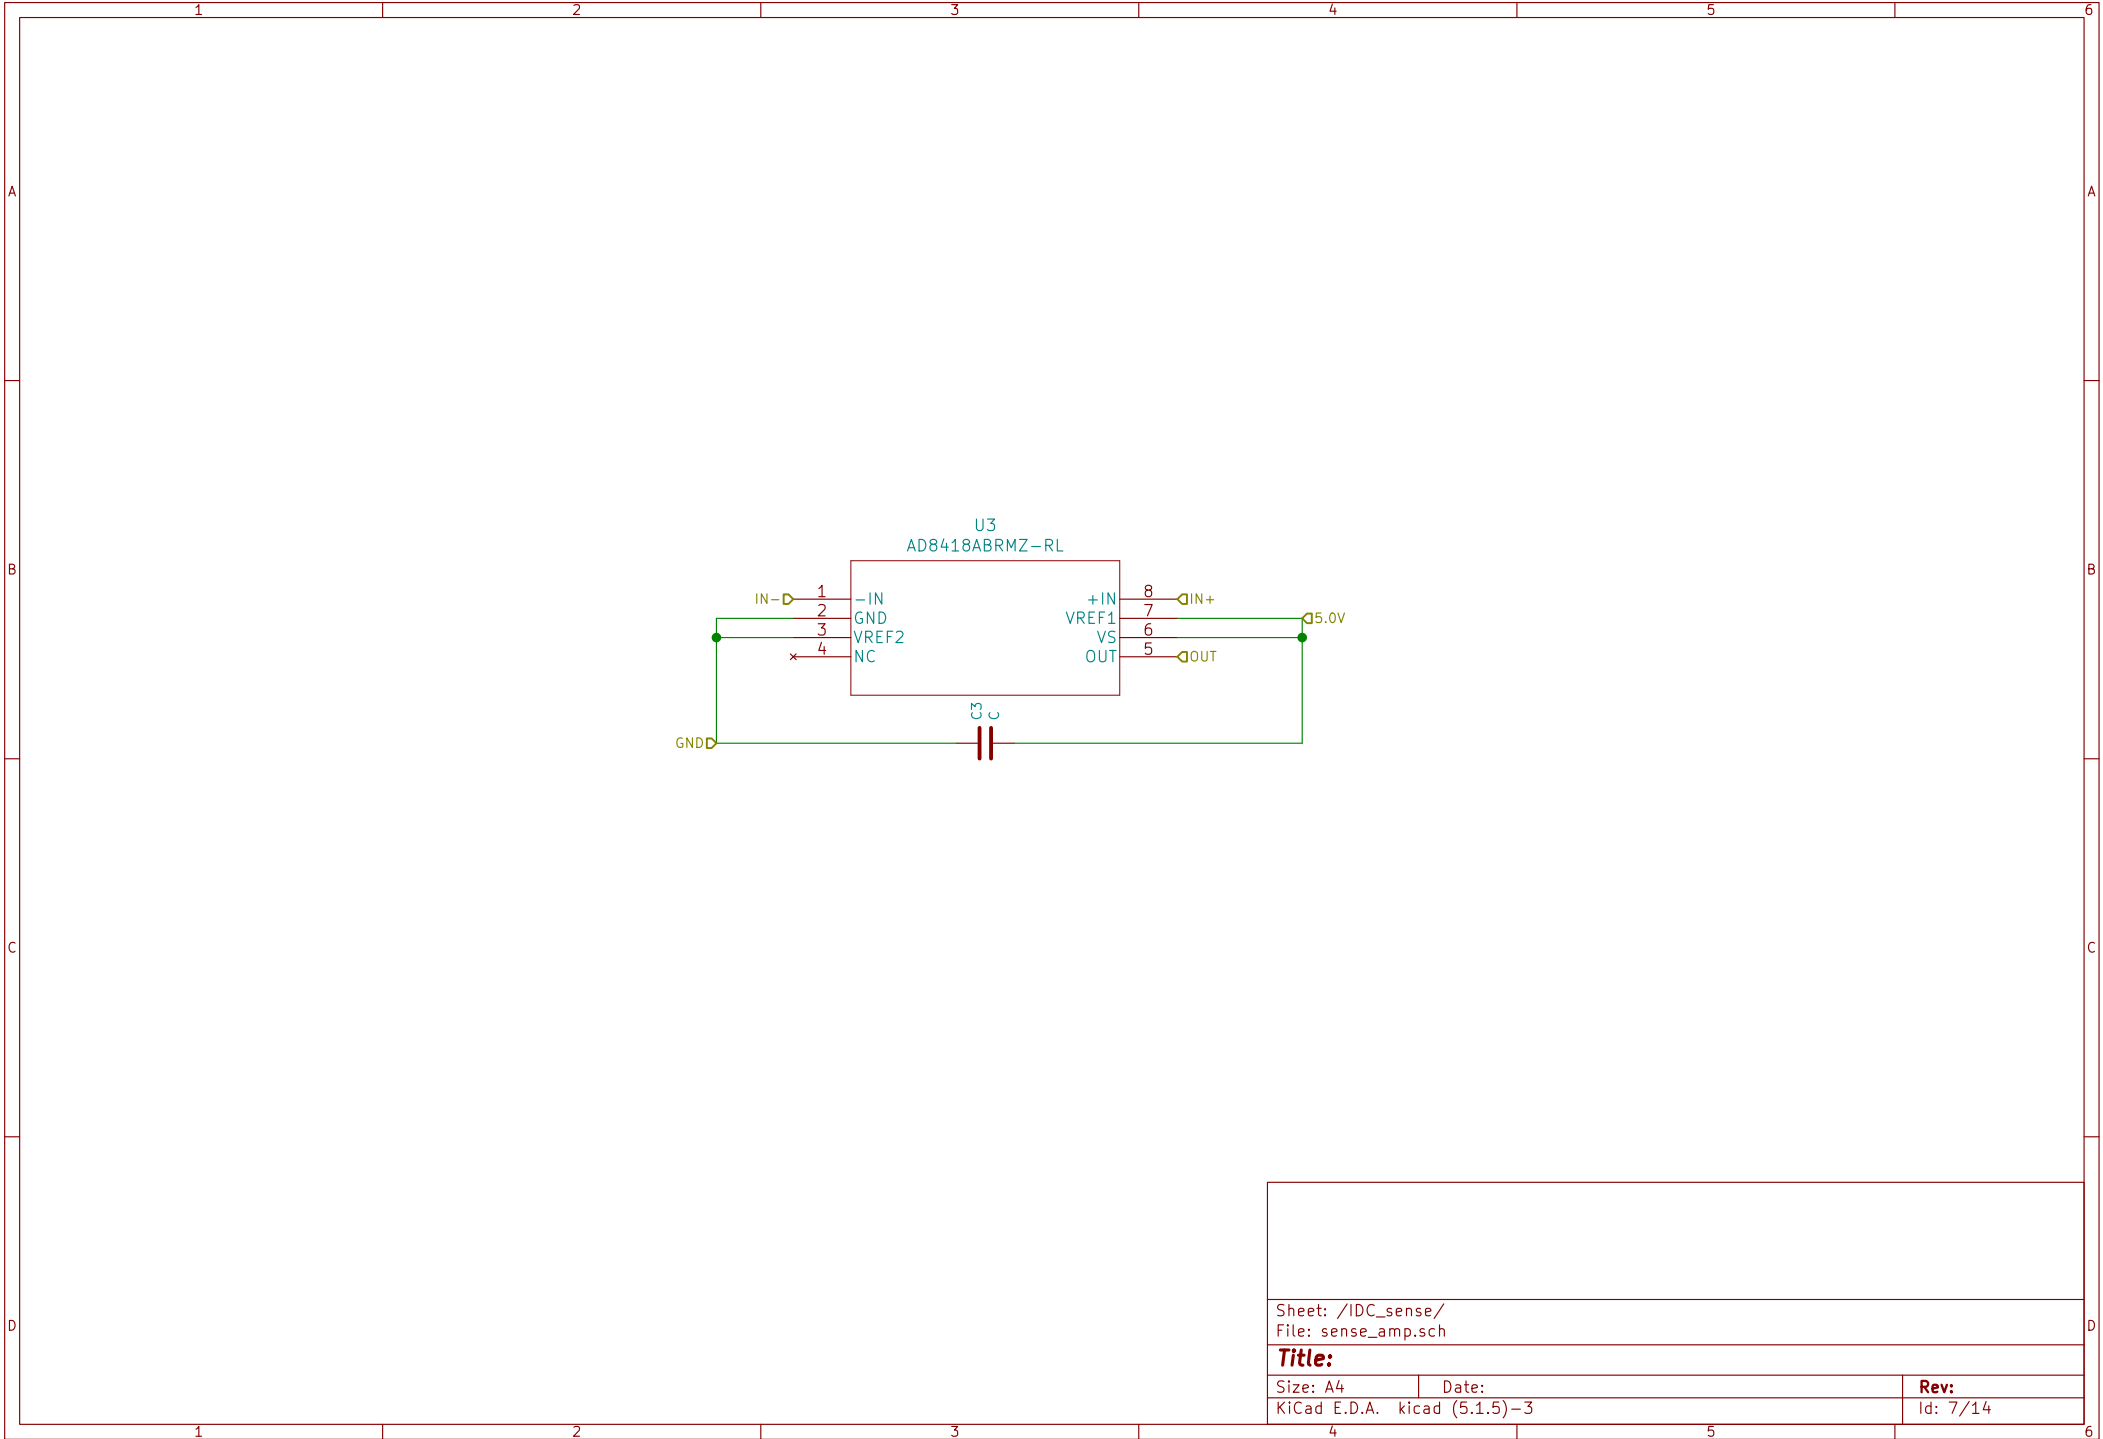 1 2 3 4 5 6
A A
U3
AD8418ABRMZ-RL
B B
IN- 1 -IN +IN 8 IN+
2 GND VREF1 7 5.0V
3 VREF2 VS 6
4 NC OUT 5 OUT
C3
C
GND
C C
Sheet: /IDC_sense/
File: sense_amp.sch
D D
Title:
Size: A4 Date: Rev:
KiCad E.D.A. kicad (5.1.5)-3 Id: 7/14
1 2 3 4 5 6